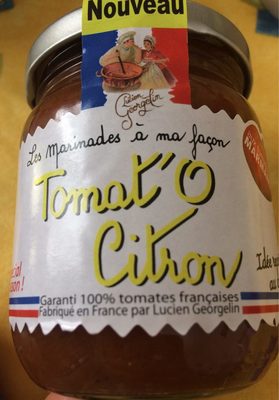 Nouveau
Lucien
Georgelin
Les Marinades à ma façon
Tomat'O
Citron
Garanti 100% tomates françaises
Fabriqué en France par Lucien Georgelin